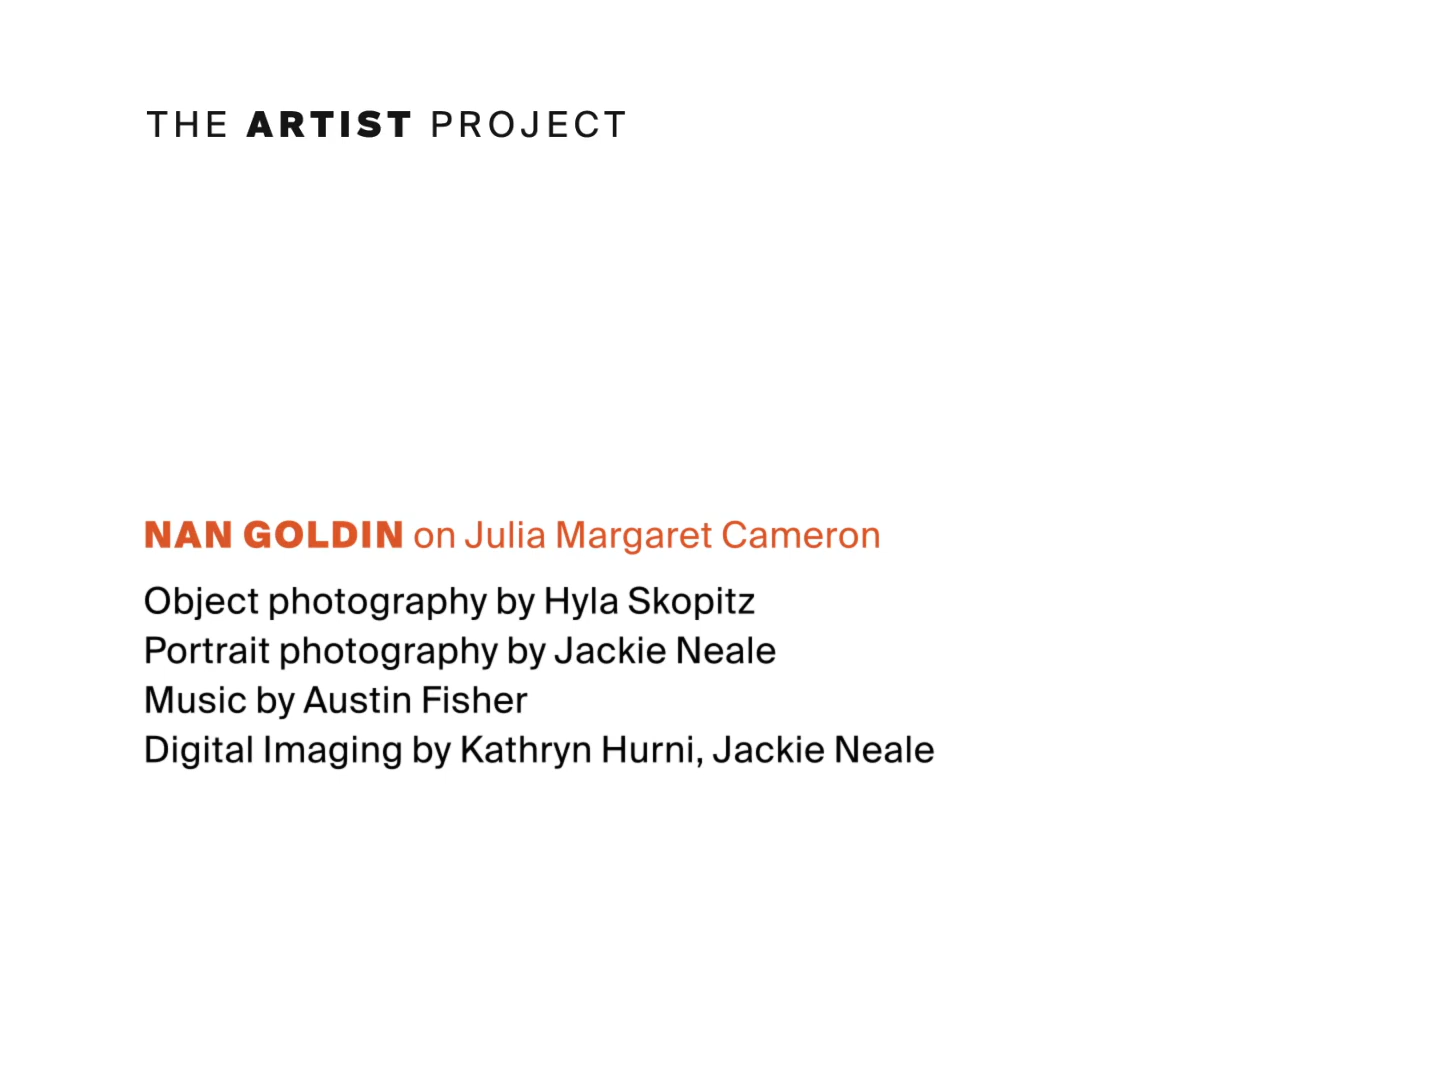 THE ARTIST PROJECT
NAN GOLDIN on Julia Margaret Cameron
Object photography by Hyla Skopitz
Portrait photography by Jackie Neale
Music by Austin Fisher
Digital Imaging by Kathryn Hurni, Jackie Neale